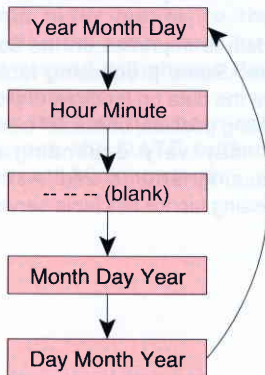 Year Month Day
Hour Minute
-- -- -- (blank)
Month Day Year
Day Month Year